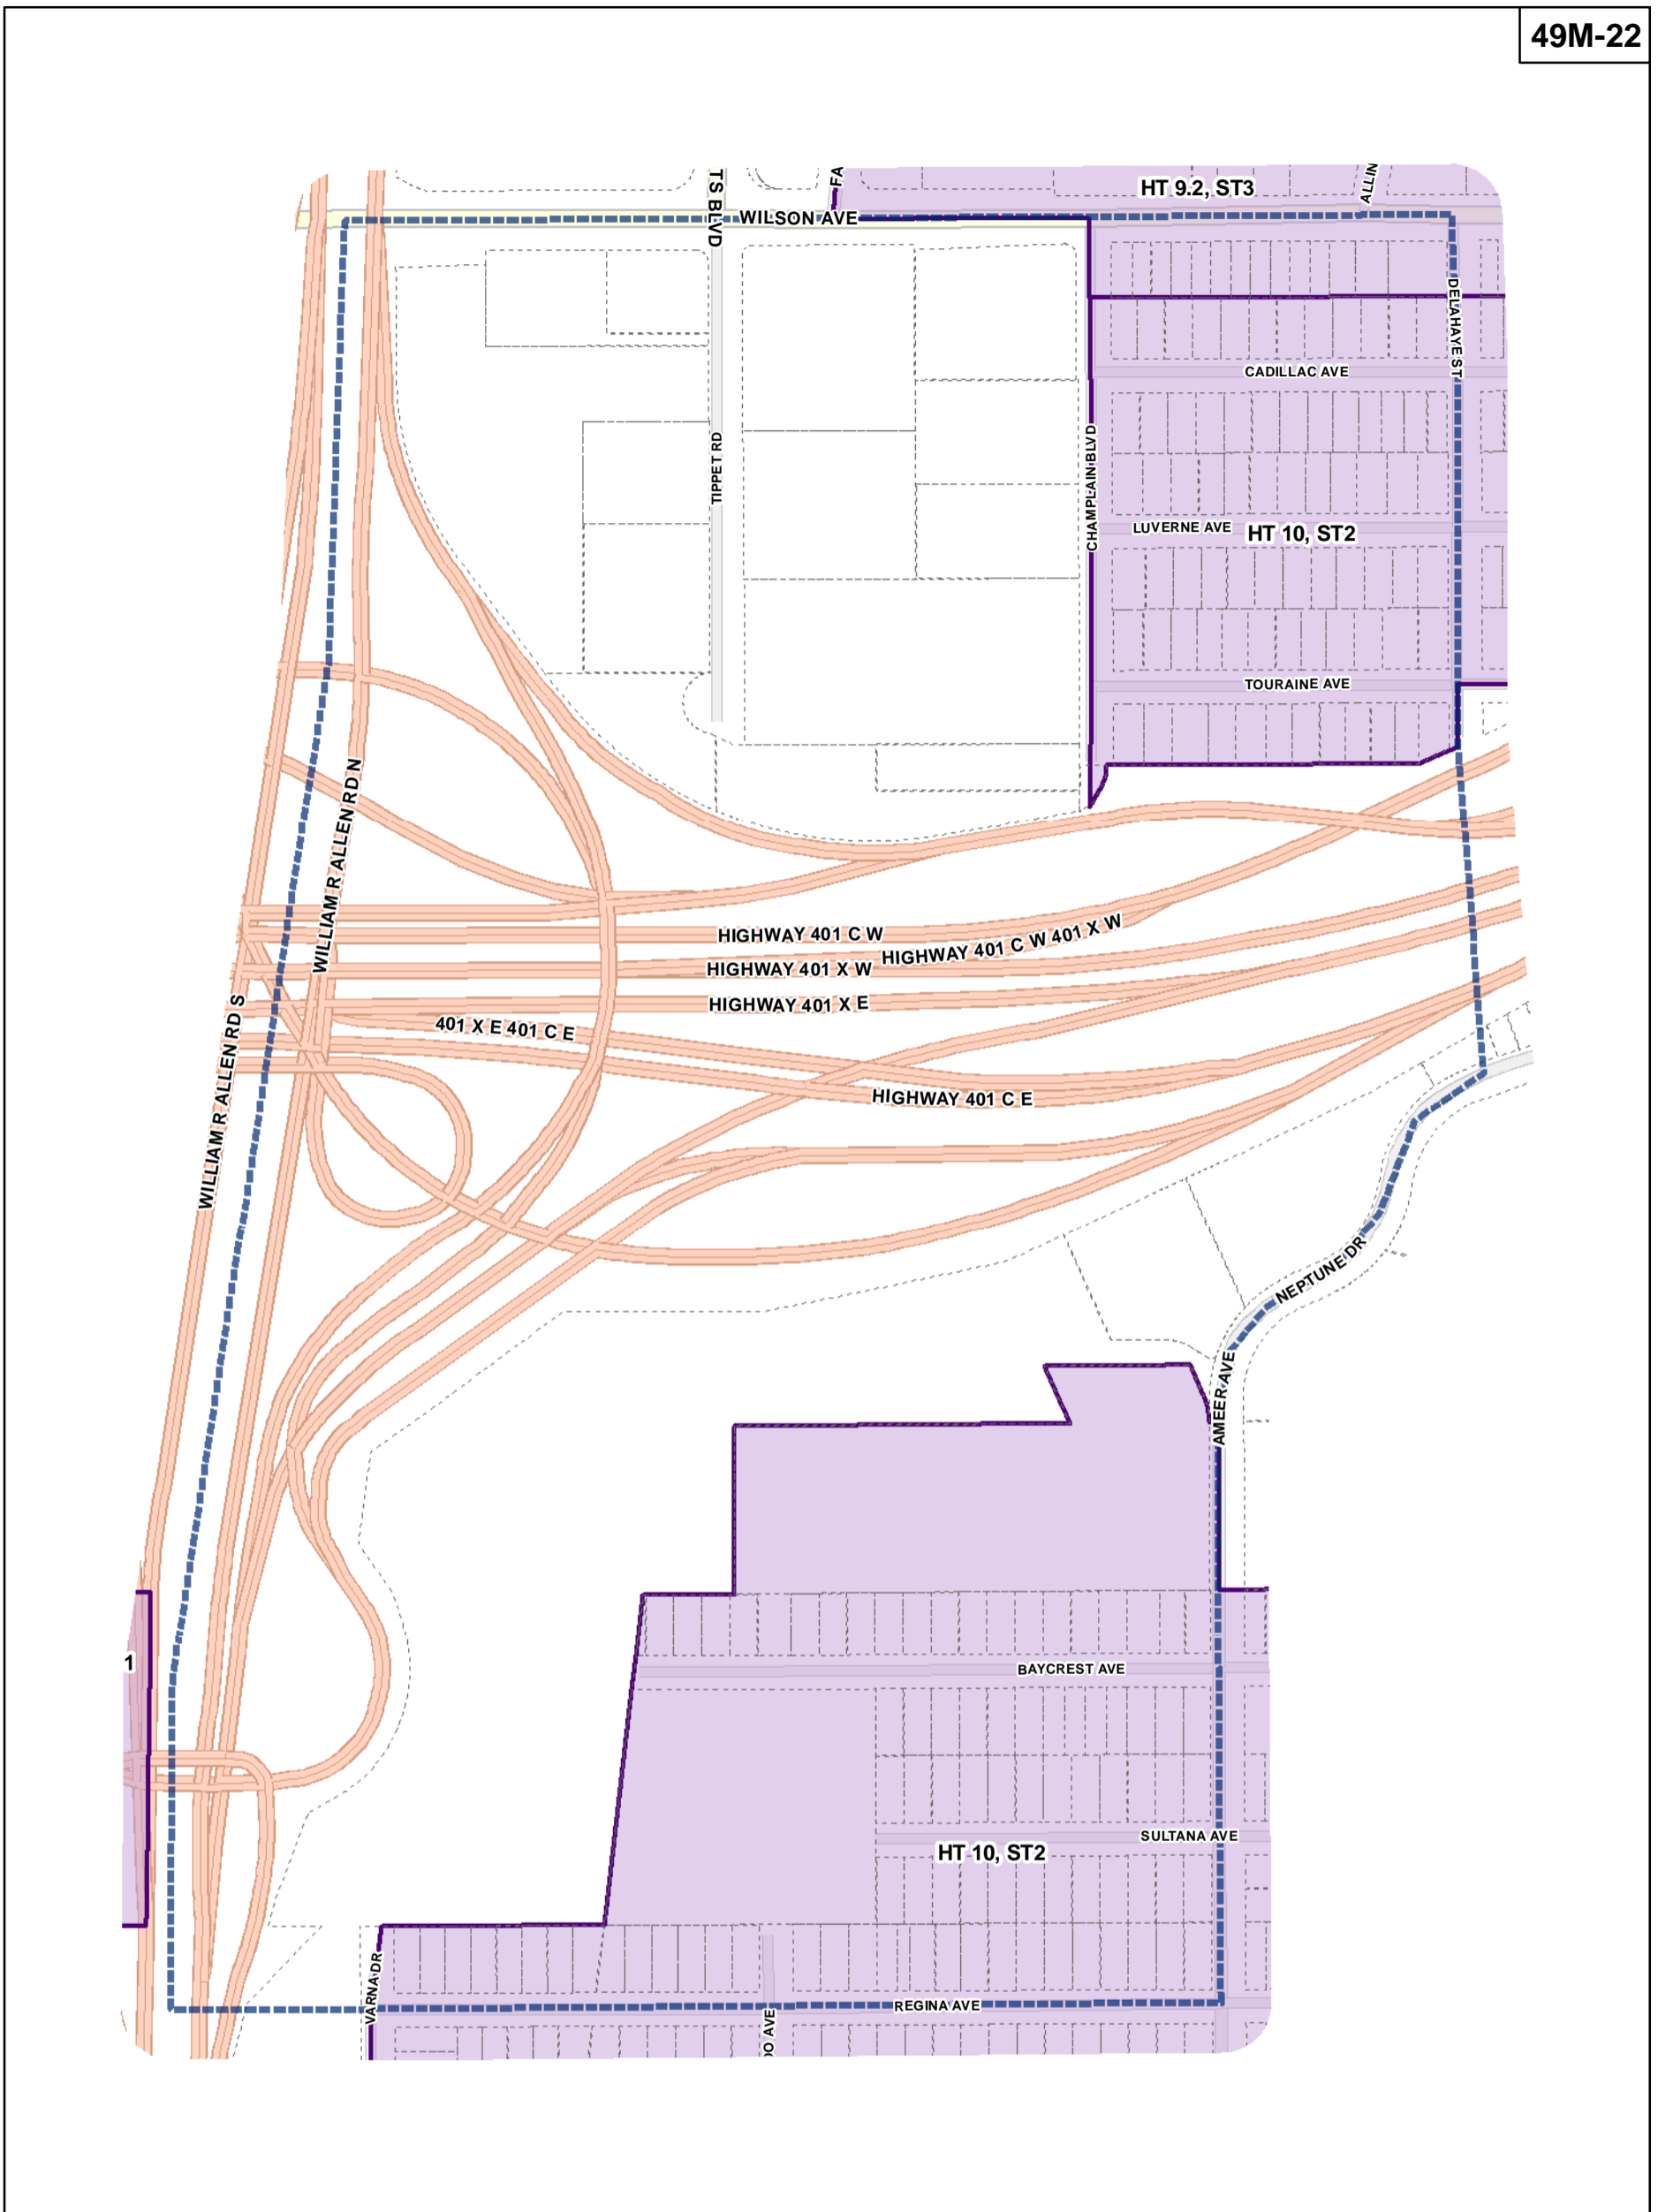 49M-22
HT 9.2, ST3
FA
ALLIN
TS BLVD
WILSON AVE
DELAHAYE ST
CADILLAC AVE
TIPPET RD
CHAMPLAIN BLVD
LUVERNE AVE
HT 10, ST2
TOURAINE AVE
WILLIAM R ALLEN RD N
HIGHWAY 401 C W
HIGHWAY 401 C W 401 X W
HIGHWAY 401 X W
HIGHWAY 401 X E
401 X E 401 C E
WILLIAM R ALLEN RD S
HIGHWAY 401 C E
NEPTUNE DR
AMEER AVE
1
BAYCREST AVE
SULTANA AVE
HT 10, ST2
VARNA DR
REGINA AVE
DO AVE